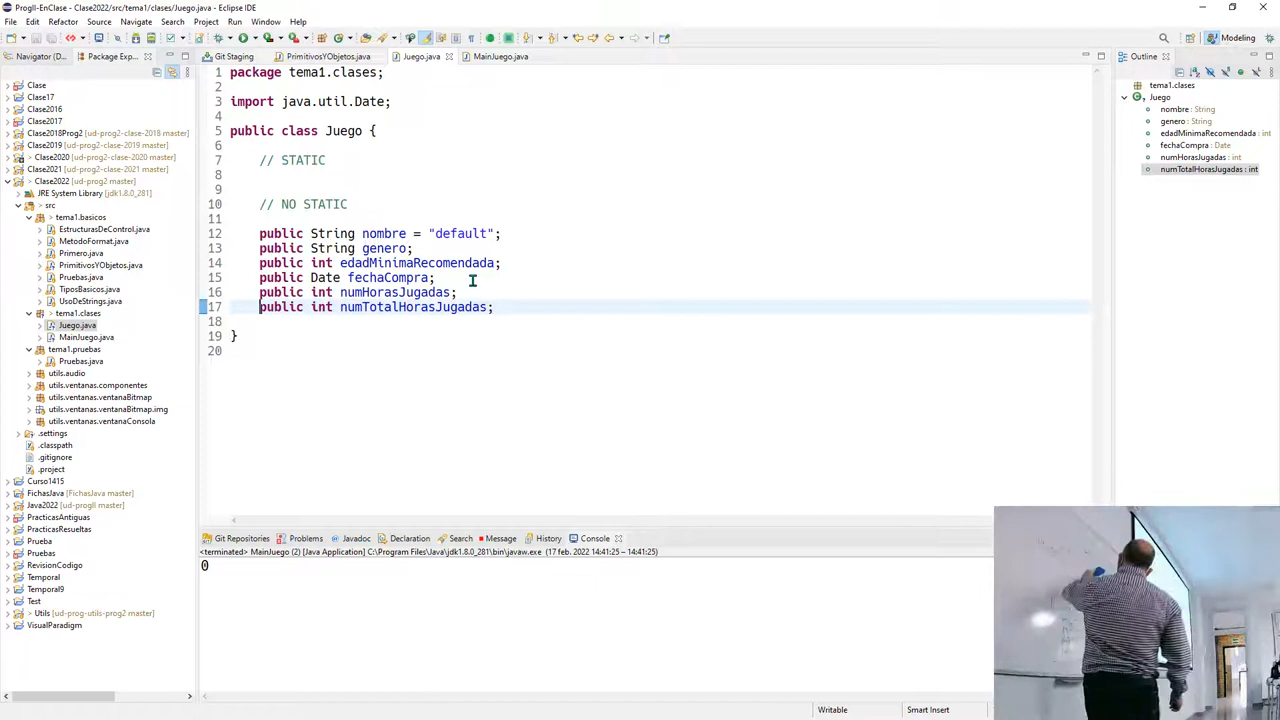 ProgII-EnClase - Clase2022/src/tema1/clases/Juego.java - Eclipse IDE
File Edit Refactor Source Navigate Search Project Run Window Help
Modeling
Navigator (D...
Package Exp...
Git Staging
PrimitivosYObjetos.java
Juego.java
MainJuego.java
Outline
Clase
Clase17
Clase2016
Clase2017
Clase2018Prog2 [ud-prog2-clase-2018 master]
Clase2019 [ud-prog2-clase-2019 master]
> Clase2020 [ud-prog2-clase-2020 master]
Clase2021 [ud-prog2-clase-2021 master]
> Clase2022 [ud-prog2 master]
JRE System Library [jdk1.8.0_281]
src
tema1.basicos
EstructurasDeControl.java
MetodoFormat.java
Primero.java
PrimitivosYObjetos.java
Pruebas.java
TiposBasicos.java
UsoDeStrings.java
tema1.clases
Juego.java
MainJuego.java
tema1.pruebas
Pruebas.java
utils.audio
utils.ventanas.componentes
utils.ventanas.ventanaBitmap
utils.ventanas.ventanaBitmap.img
utils.ventanas.ventanaConsola
.settings
.classpath
.gitignore
.project
Curso1415
FichasJava [FichasJava master]
Java2022 [ud-progII master]
PracticasAntiguas
PracticasResueltas
Prueba
Pruebas
RevisionCodigo
Temporal
Temporal9
Test
> Utils [ud-prog-utils-prog2 master]
VisualParadigm
1 package tema1.clases;
2
3 import java.util.Date;
4
5 public class Juego {
6
7 // STATIC
8
9
10 // NO STATIC
11
12 public String nombre = "default";
13 public String genero;
14 public int edadMinimaRecomendada;
15 public Date fechaCompra;
16 public int numHorasJugadas;
17 public int numTotalHorasJugadas;
18
19 }
20
tema1.clases
Juego
nombre : String
genero : String
edadMinimaRecomendada : int
fechaCompra : Date
numHorasJugadas : int
numTotalHorasJugadas : int
Git Repositories Problems Javadoc Declaration Search Message History Console
<terminated> MainJuego (2) [Java Application] C:\Program Files\Java\jdk1.8.0_281\bin\javaw.exe (17 feb. 2022 14:41:25 – 14:41:25)
0
Writable
Smart Insert